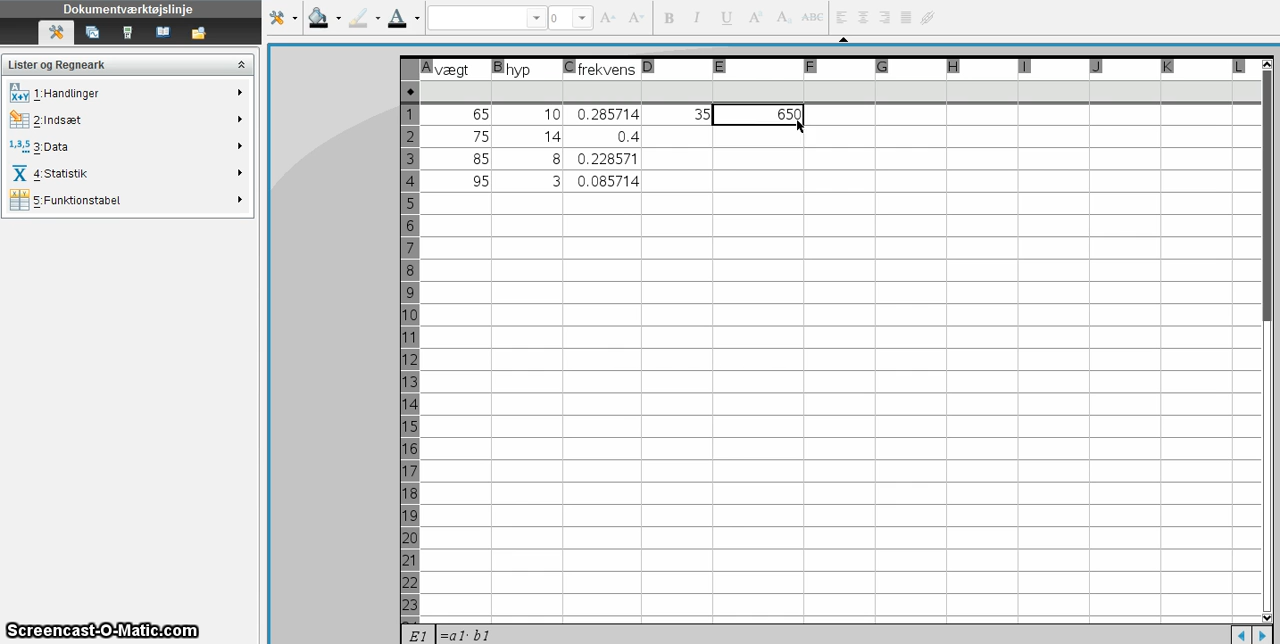 Dokumentværktøjslinje
0
B I U A A ABC
Lister og Regneark
1:Handlinger
2:Indsæt
3:Data
4:Statistik
5:Funktionstabel
A vægt B hyp C frekvens D E F G H I J K L
1 65 10 0.285714 35 650
2 75 14 0.4
3 85 8 0.228571
4 95 3 0.085714
5
6
7
8
9
10
11
12
13
14
15
16
17
18
19
20
21
22
23
E1 =a1·b1
Screencast-O-Matic.com